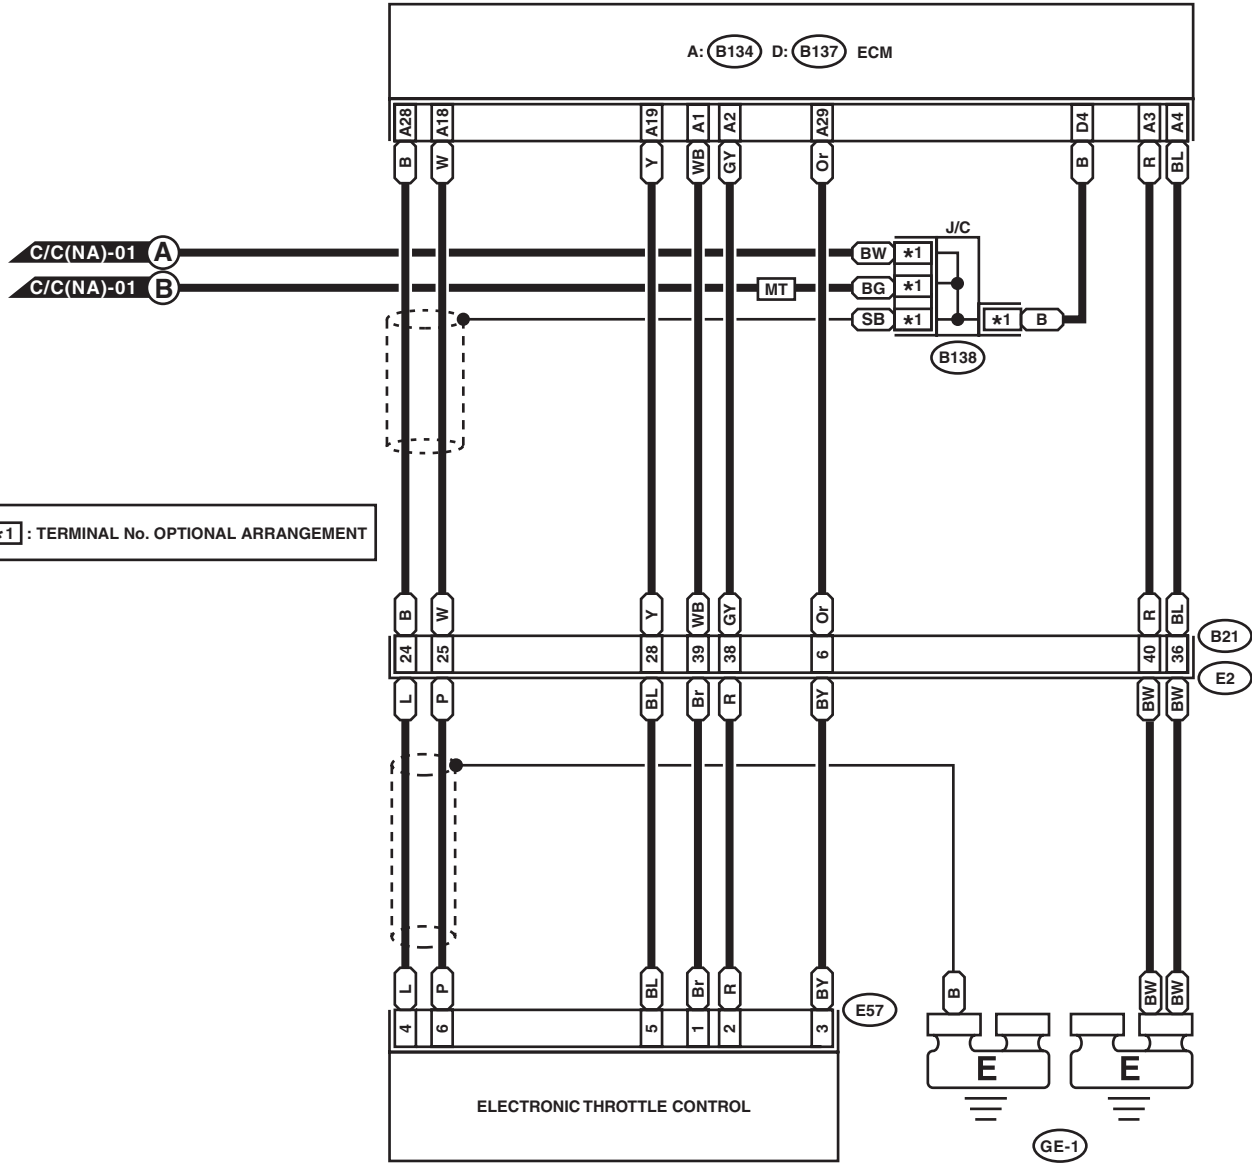 A: B134 D: B137 ECM
A28 A18 A19 A1 A2 A29 D4 A3 A4
B W Y WB GY Or B R BL
J/C
C/C(NA)-01 A BW *1
C/C(NA)-01 B MT BG *1
SB *1 *1 B
B138
*1 : TERMINAL No. OPTIONAL ARRANGEMENT
B W Y WB GY Or R BL
24 25 28 39 38 6 40 36 B21
E2
L P BL Br R BY BW BW
L P BL Br R BY B BW BW
4 6 5 1 2 3 E57
E E
ELECTRONIC THROTTLE CONTROL
GE-1